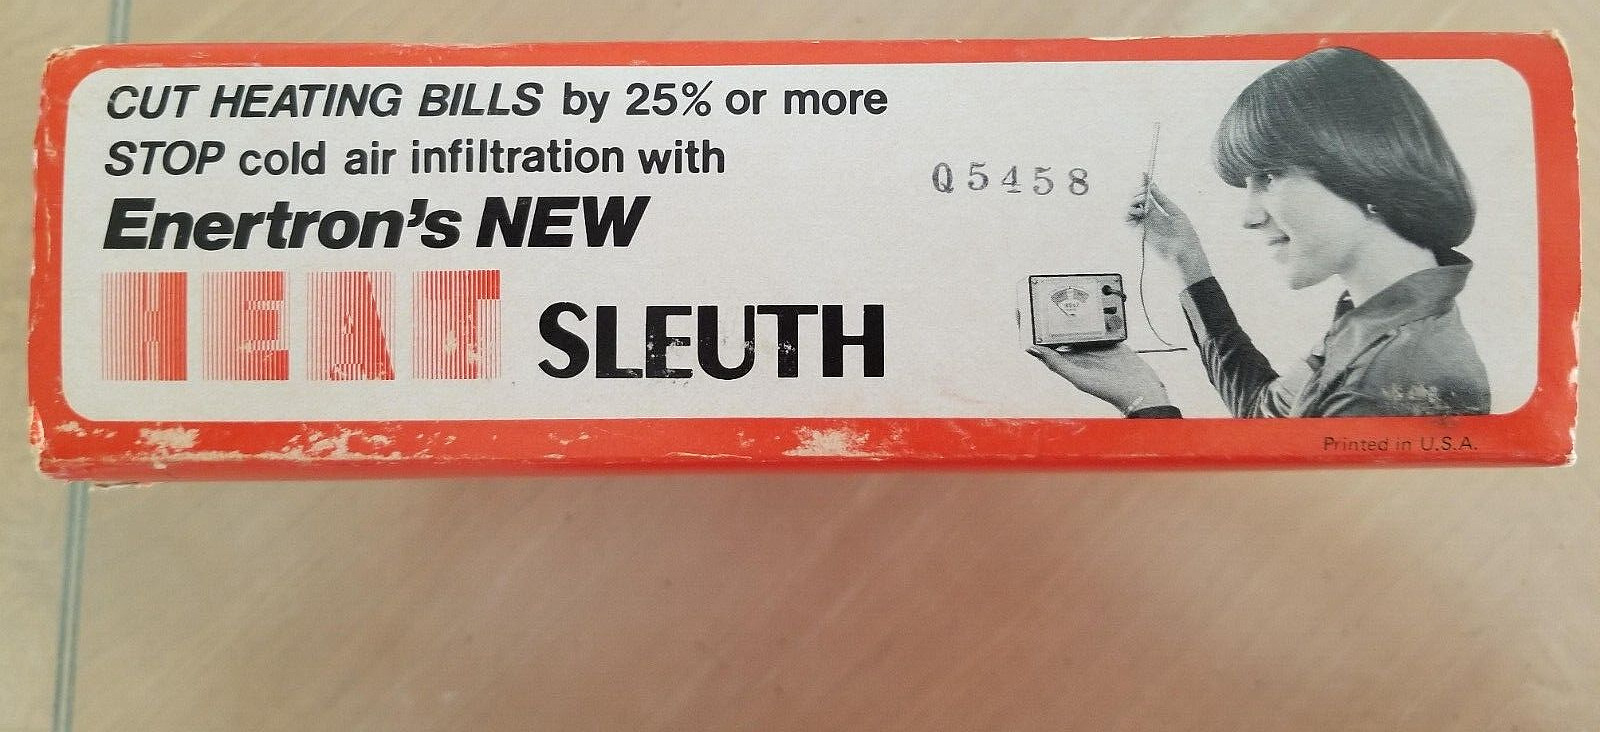 CUT HEATING BILLS by 25% or more
STOP cold air infiltration with
Enertron's NEW
HEAT SLEUTH
Q5458
Printed in U.S.A.